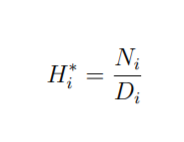 $H_i^* = \frac{N_i}{D_i}$